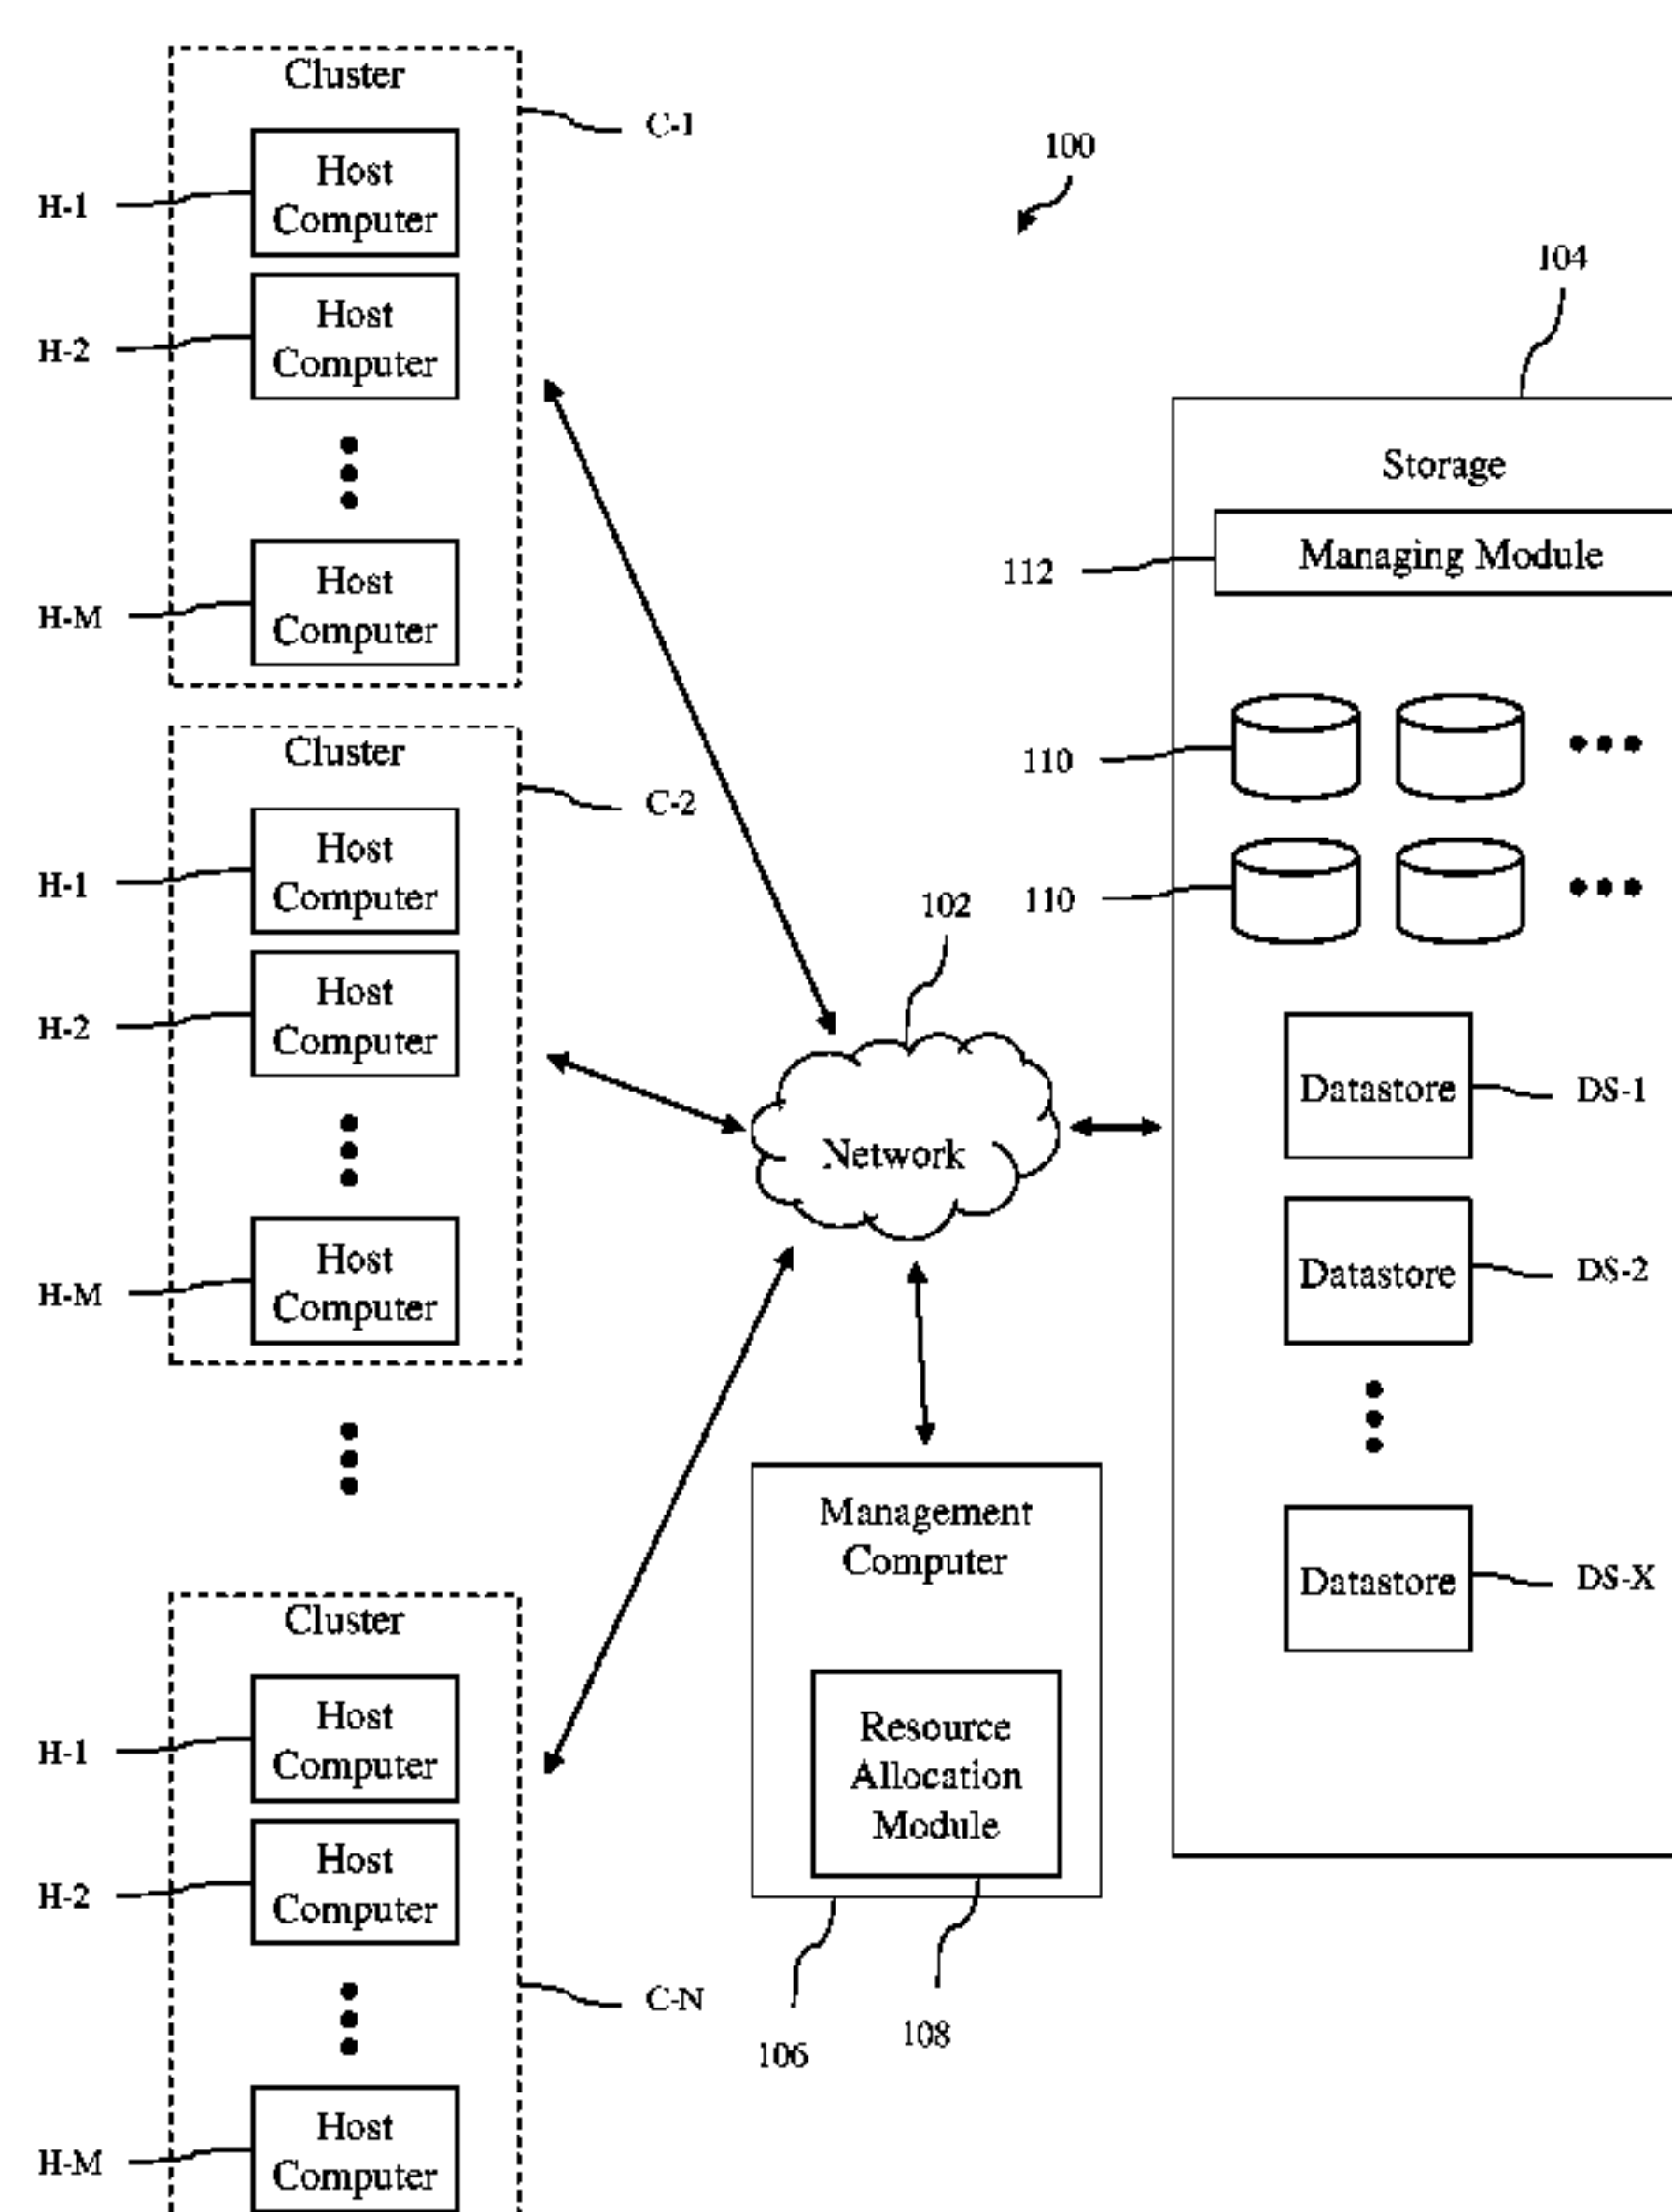 Cluster
C-1
Host
Computer
H-1
Host
Computer
H-2
Host
Computer
H-M
Cluster
C-2
Host
Computer
H-1
Host
Computer
H-2
Host
Computer
H-M
Cluster
Host
Computer
H-1
Host
Computer
H-2
C-N
Host
Computer
H-M
100
102
Network
Management
Computer
Resource
Allocation
Module
106
108
104
Storage
Managing Module
112
110
110
Datastore
DS-1
Datastore
DS-2
Datastore
DS-X